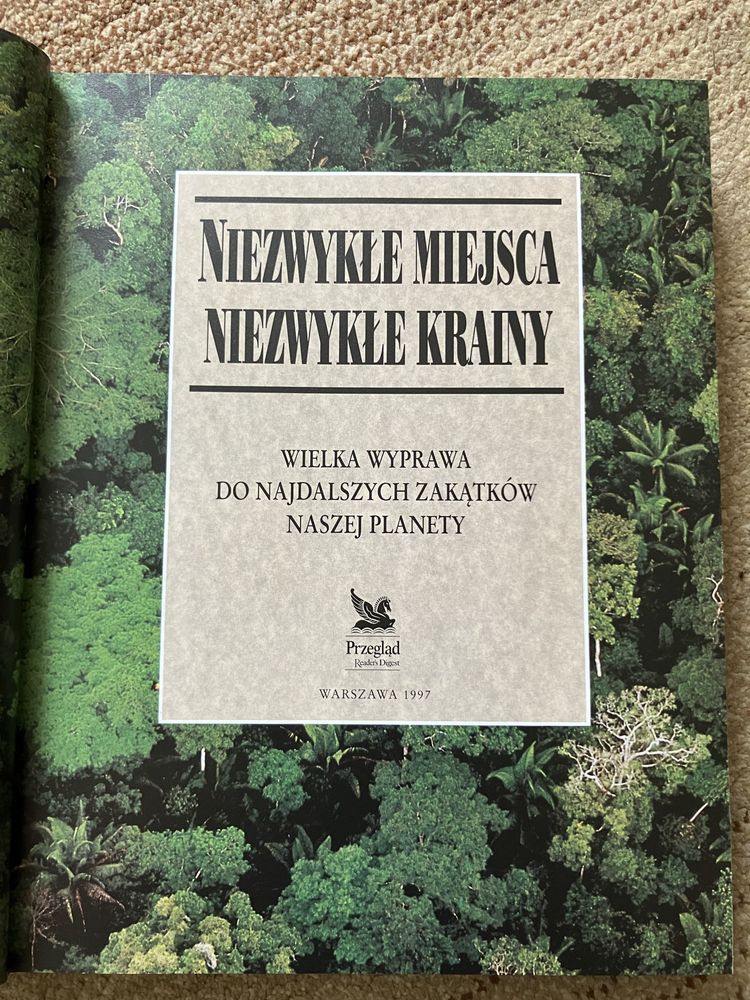 NIEZWYKŁE MIEJSCA
NIEZWYKŁE KRAINY
WIELKA WYPRAWA
DO NAJDALSZYCH ZAKĄTKÓW
NASZEJ PLANETY
Przegląd
Reader's Digest
WARSZAWA 1997